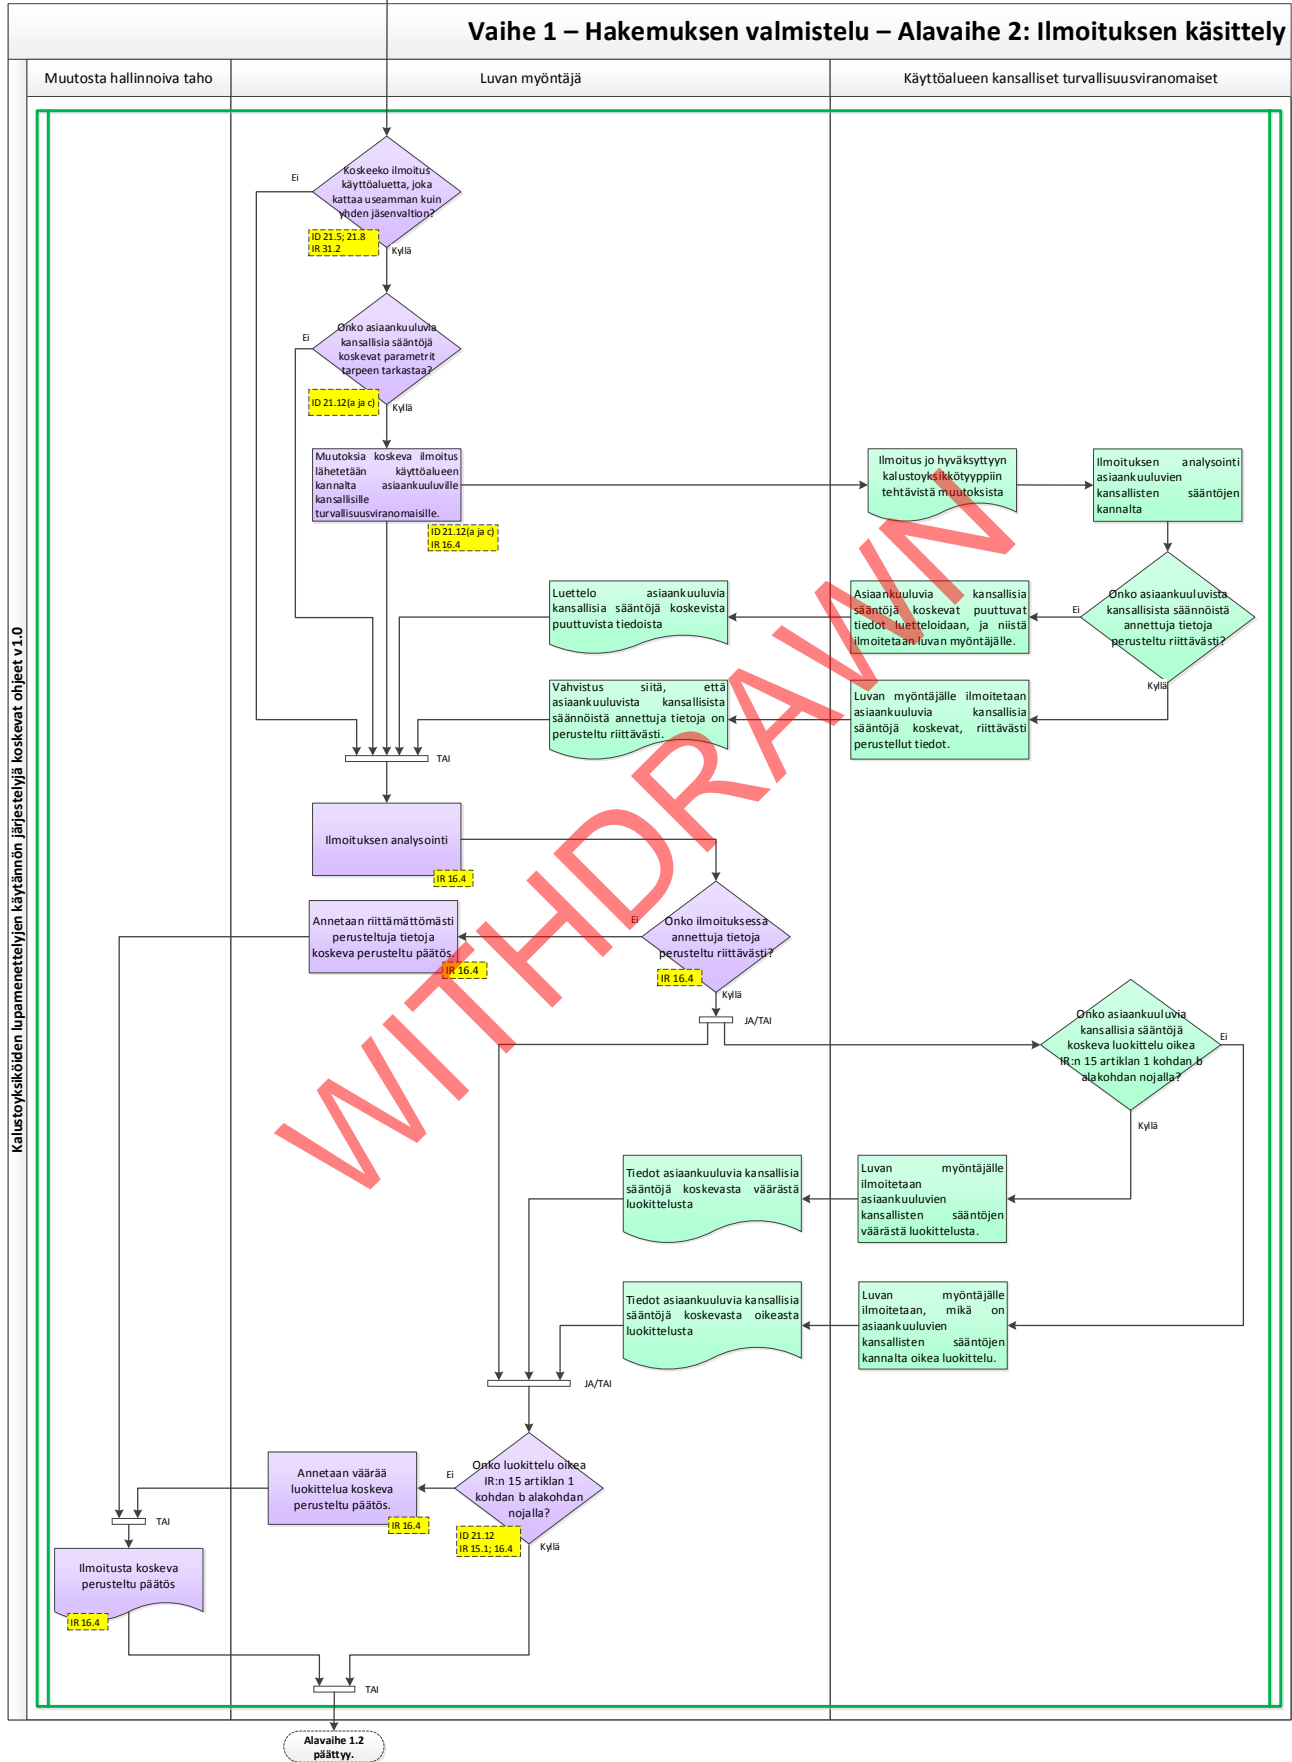 Vaihe 1 – Hakemuksen valmistelu – Alavaihe 2: Ilmoituksen käsittely
Muutosta hallinnoiva taho
Luvan myöntäjä
Käyttöalueen kansalliset turvallisuusviranomaiset
Kalustoyksiköiden lupamenettelyjen käytännön järjestelyjä koskevat ohjeet v 1.0
Koskeeko ilmoitus
käyttöaluetta, joka
kattaa useamman kuin
yhden jäsenvaltion?
Ei
ID 21.5; 21.8
IR 31.2
Kyllä
Onko asiaankuuluvia
kansallisia sääntöjä
koskevat parametrit
tarpeen tarkastaa?
Ei
ID 21.12(a ja c)
Kyllä
Muutoksia koskeva ilmoitus
lähetetään käyttöalueen
kannalta asiaankuuluville
kansallisille
turvallisuusviranomaisille.
ID 21.12(a ja c)
IR 16.4
Ilmoitus jo hyväksyttyyn
kalustoyksikkötyyppiin
tehtävistä muutoksista
Ilmoituksen analysointi
asiaankuuluvien
kansallisten sääntöjen
kannalta
Onko asiaankuuluvista
kansallisista säännöistä
annettuja tietoja
perusteltu riittävästi?
Ei
Kyllä
Asiaankuuluvia kansallisia
sääntöjä koskevat puuttuvat
tiedot luetteloidaan, ja niistä
ilmoitetaan luvan myöntäjälle.
Luettelo asiaankuuluvia
kansallisia sääntöjä koskevista
puuttuvista tiedoista
Luvan myöntäjälle ilmoitetaan
asiaankuuluvia kansallisia
sääntöjä koskevat, riittävästi
perustellut tiedot.
Vahvistus siitä, että
asiaankuuluvista kansallisista
säännöistä annettuja tietoja on
perusteltu riittävästi.
TAI
Ilmoituksen analysointi
IR 16.4
Onko ilmoituksessa
annettuja tietoja
perusteltu riittävästi?
Ei
IR 16.4
Kyllä
Annetaan riittämättömästi
perusteltuja tietoja
koskeva perusteltu päätös.
IR 16.4
JA/TAI
Onko asiaankuuluvia
kansallisia sääntöjä
koskeva luokittelu oikea
IR:n 15 artiklan 1 kohdan b
alakohdan nojalla?
Ei
Kyllä
Luvan myöntäjälle
ilmoitetaan
asiaankuuluvien
kansallisten sääntöjen
väärästä luokittelusta.
Tiedot asiaankuuluvia kansallisia
sääntöjä koskevasta väärästä
luokittelusta
Luvan myöntäjälle
ilmoitetaan, mikä on
asiaankuuluvien
kansallisten sääntöjen
kannalta oikea luokittelu.
Tiedot asiaankuuluvia kansallisia
sääntöjä koskevasta oikeasta
luokittelusta
JA/TAI
Onko luokittelu oikea
IR:n 15 artiklan 1
kohdan b alakohdan
nojalla?
Ei
ID 21.12
IR 15.1; 16.4
Kyllä
Annetaan väärää
luokittelua koskeva
perusteltu päätös.
IR 16.4
TAI
Ilmoitusta koskeva
perusteltu päätös
IR 16.4
TAI
Alavaihe 1.2
päättyy.
WITHDRAWN